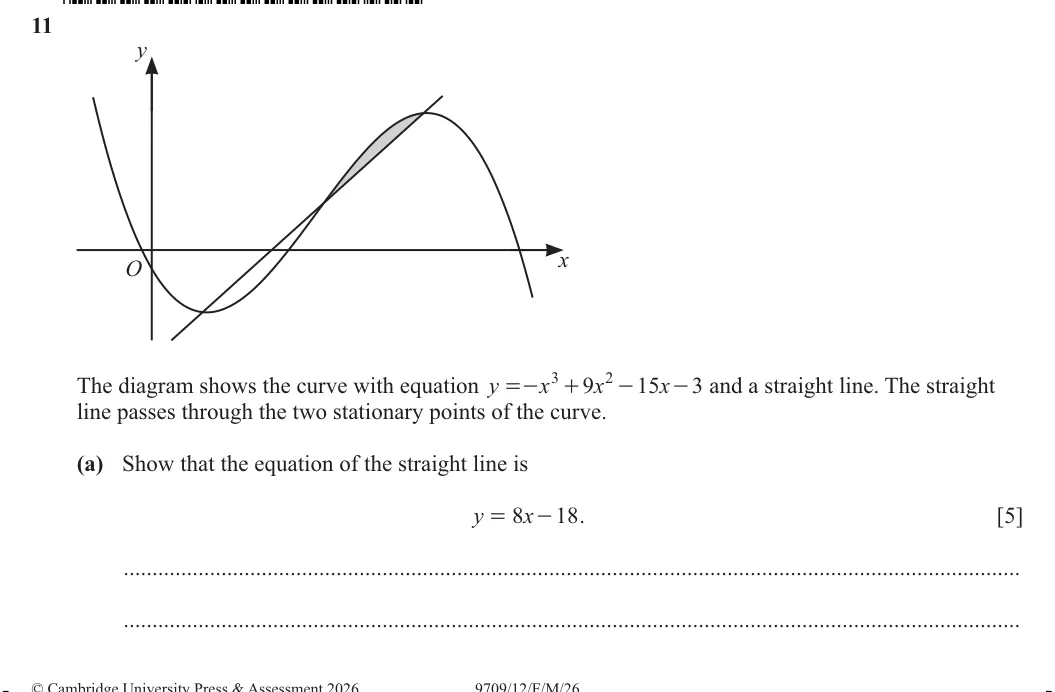 11
y
O
x
The diagram shows the curve with equation y = −x³ + 9x² − 15x − 3 and a straight line. The straight
line passes through the two stationary points of the curve.
(a) Show that the equation of the straight line is
y = 8x − 18. [5]
© Cambridge University Press & Assessment 2026 9709/12/F/M/26